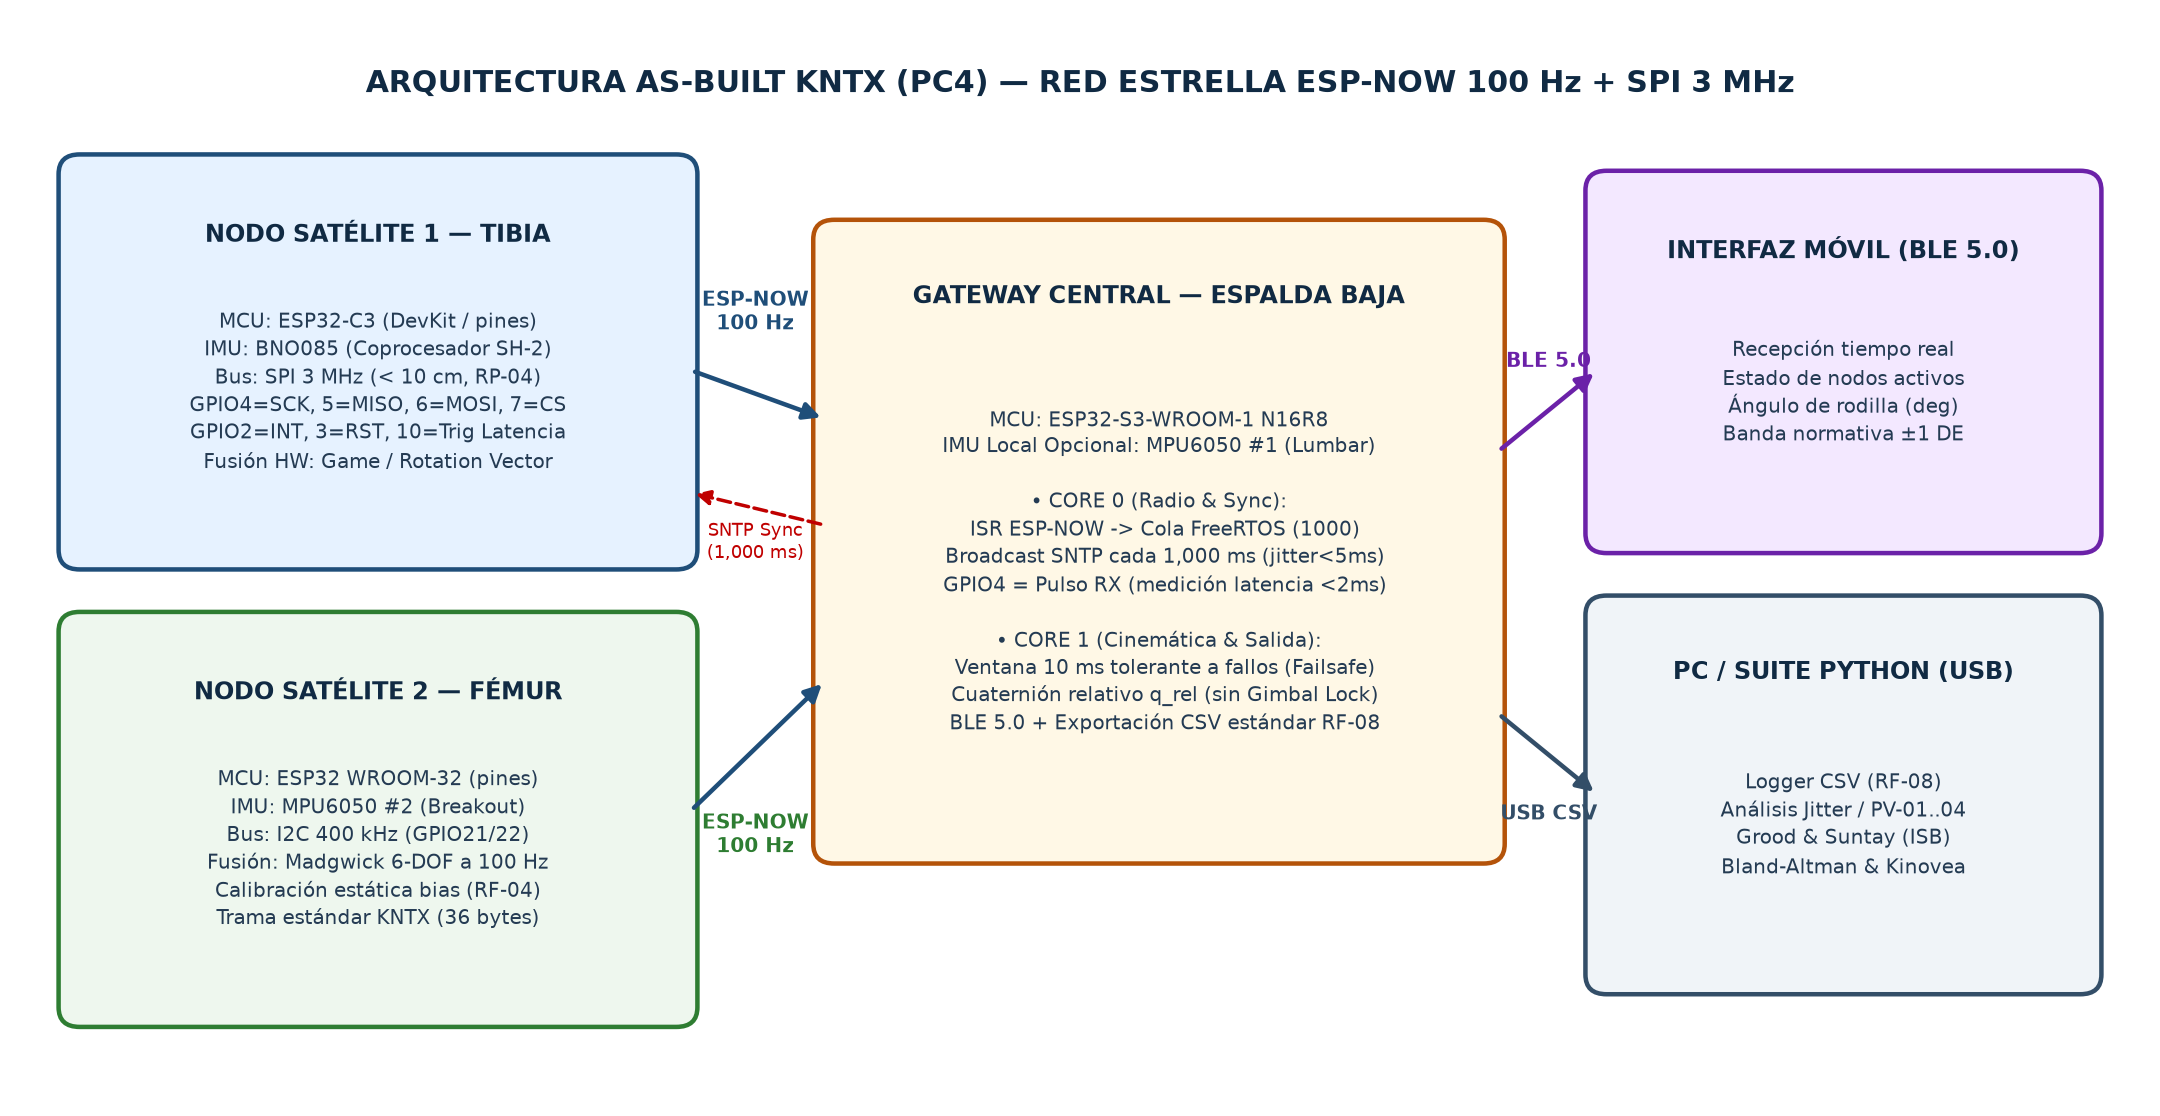 ARQUITECTURA AS-BUILT KNTX (PC4) — RED ESTRELLA ESP-NOW 100 Hz + SPI 3 MHz
NODO SATÉLITE 1 — TIBIA
MCU: ESP32-C3 (DevKit / pines)
IMU: BNO085 (Coprocesador SH-2)
Bus: SPI 3 MHz (< 10 cm, RP-04)
GPIO4=SCK, 5=MISO, 6=MOSI, 7=CS
GPIO2=INT, 3=RST, 10=Trig Latencia
Fusión HW: Game / Rotation Vector
NODO SATÉLITE 2 — FÉMUR
MCU: ESP32 WROOM-32 (pines)
IMU: MPU6050 #2 (Breakout)
Bus: I2C 400 kHz (GPIO21/22)
Fusión: Madgwick 6-DOF a 100 Hz
Calibración estática bias (RF-04)
Trama estándar KNTX (36 bytes)
ESP-NOW
100 Hz
SNTP Sync
(1,000 ms)
ESP-NOW
100 Hz
GATEWAY CENTRAL — ESPALDA BAJA
MCU: ESP32-S3-WROOM-1 N16R8
IMU Local Opcional: MPU6050 #1 (Lumbar)
• CORE 0 (Radio & Sync):
ISR ESP-NOW -> Cola FreeRTOS (1000)
Broadcast SNTP cada 1,000 ms (jitter<5ms)
GPIO4 = Pulso RX (medición latencia <2ms)
• CORE 1 (Cinemática & Salida):
Ventana 10 ms tolerante a fallos (Failsafe)
Cuaternión relativo q_rel (sin Gimbal Lock)
BLE 5.0 + Exportación CSV estándar RF-08
BLE 5.0
USB CSV
INTERFAZ MÓVIL (BLE 5.0)
Recepción tiempo real
Estado de nodos activos
Ángulo de rodilla (deg)
Banda normativa ±1 DE
PC / SUITE PYTHON (USB)
Logger CSV (RF-08)
Análisis Jitter / PV-01..04
Grood & Suntay (ISB)
Bland-Altman & Kinovea